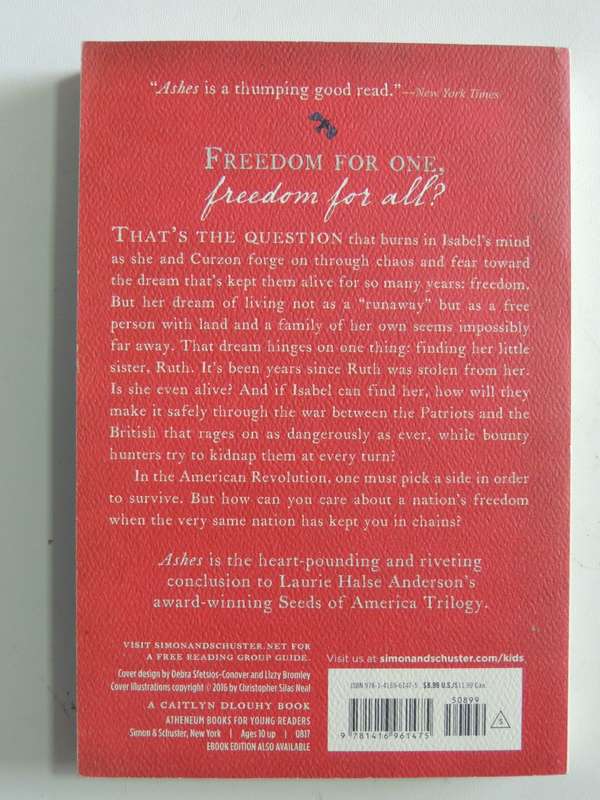 "Ashes is a thumping good read."—New York Times
FREEDOM FOR ONE,
freedom for all?
THAT'S THE QUESTION that burns in Isabel's mind
as she and Curzon forge on through chaos and fear toward
the dream that's kept them alive for so many years: freedom.
But her dream of living not as a "runaway" but as a free
person with land and a family of her own seems impossibly
far away. That dream hinges on one thing: finding her little
sister, Ruth. It's been years since Ruth was stolen from her.
Is she even alive? And if Isabel can find her, how will they
make it safely through the war between the Patriots and the
British that rages on as dangerously as ever, while bounty
hunters try to kidnap them at every turn?
In the American Revolution, one must pick a side in order
to survive. But how can you care about a nation's freedom
when the very same nation has kept you in chains?
Ashes is the heart-pounding and riveting
conclusion to Laurie Halse Anderson's
award-winning Seeds of America Trilogy.
VISIT SIMONANDSCHUSTER.NET FOR
A FREE READING GROUP GUIDE.
Cover design by Debra Sfetsios-Conover and Lizzy Bromley
Cover illustrations copyright © 2016 by Christopher Silas Neal
A CAITLYN DLOUHY BOOK
ATHENEUM BOOKS FOR YOUNG READERS
Simon & Schuster, New York | Ages 10 up | 0817
EBOOK EDITION ALSO AVAILABLE
Visit us at simonandschuster.com/kids
ISBN 978-1-4169-6147-5 $8.99 U.S./$11.99 Can.
50899
9 781416 961475
S